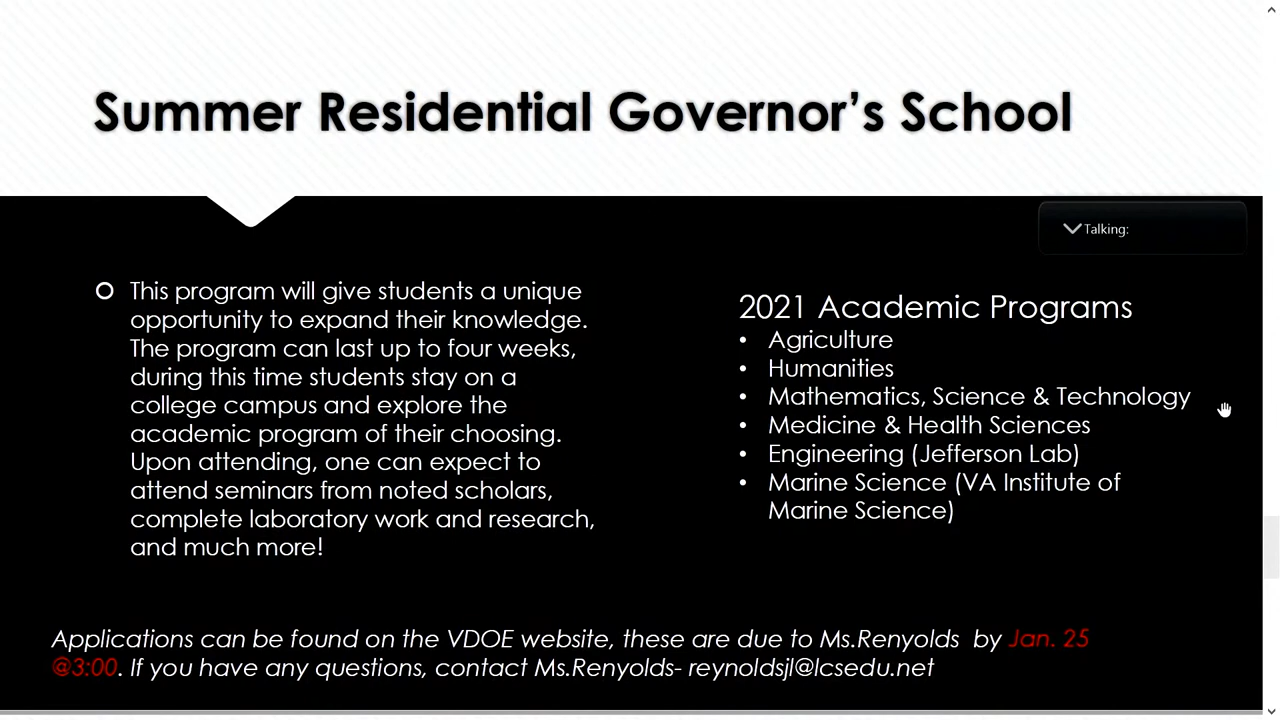 Summer Residential Governor’s School
Talking:
This program will give students a unique
opportunity to expand their knowledge.
The program can last up to four weeks,
during this time students stay on a
college campus and explore the
academic program of their choosing.
Upon attending, one can expect to
attend seminars from noted scholars,
complete laboratory work and research,
and much more!
2021 Academic Programs
• Agriculture
• Humanities
• Mathematics, Science & Technology
• Medicine & Health Sciences
• Engineering (Jefferson Lab)
• Marine Science (VA Institute of
Marine Science)
Applications can be found on the VDOE website, these are due to Ms.Renyolds by Jan. 25
@3:00. If you have any questions, contact Ms.Renyolds- reynoldsjl@lcsedu.net